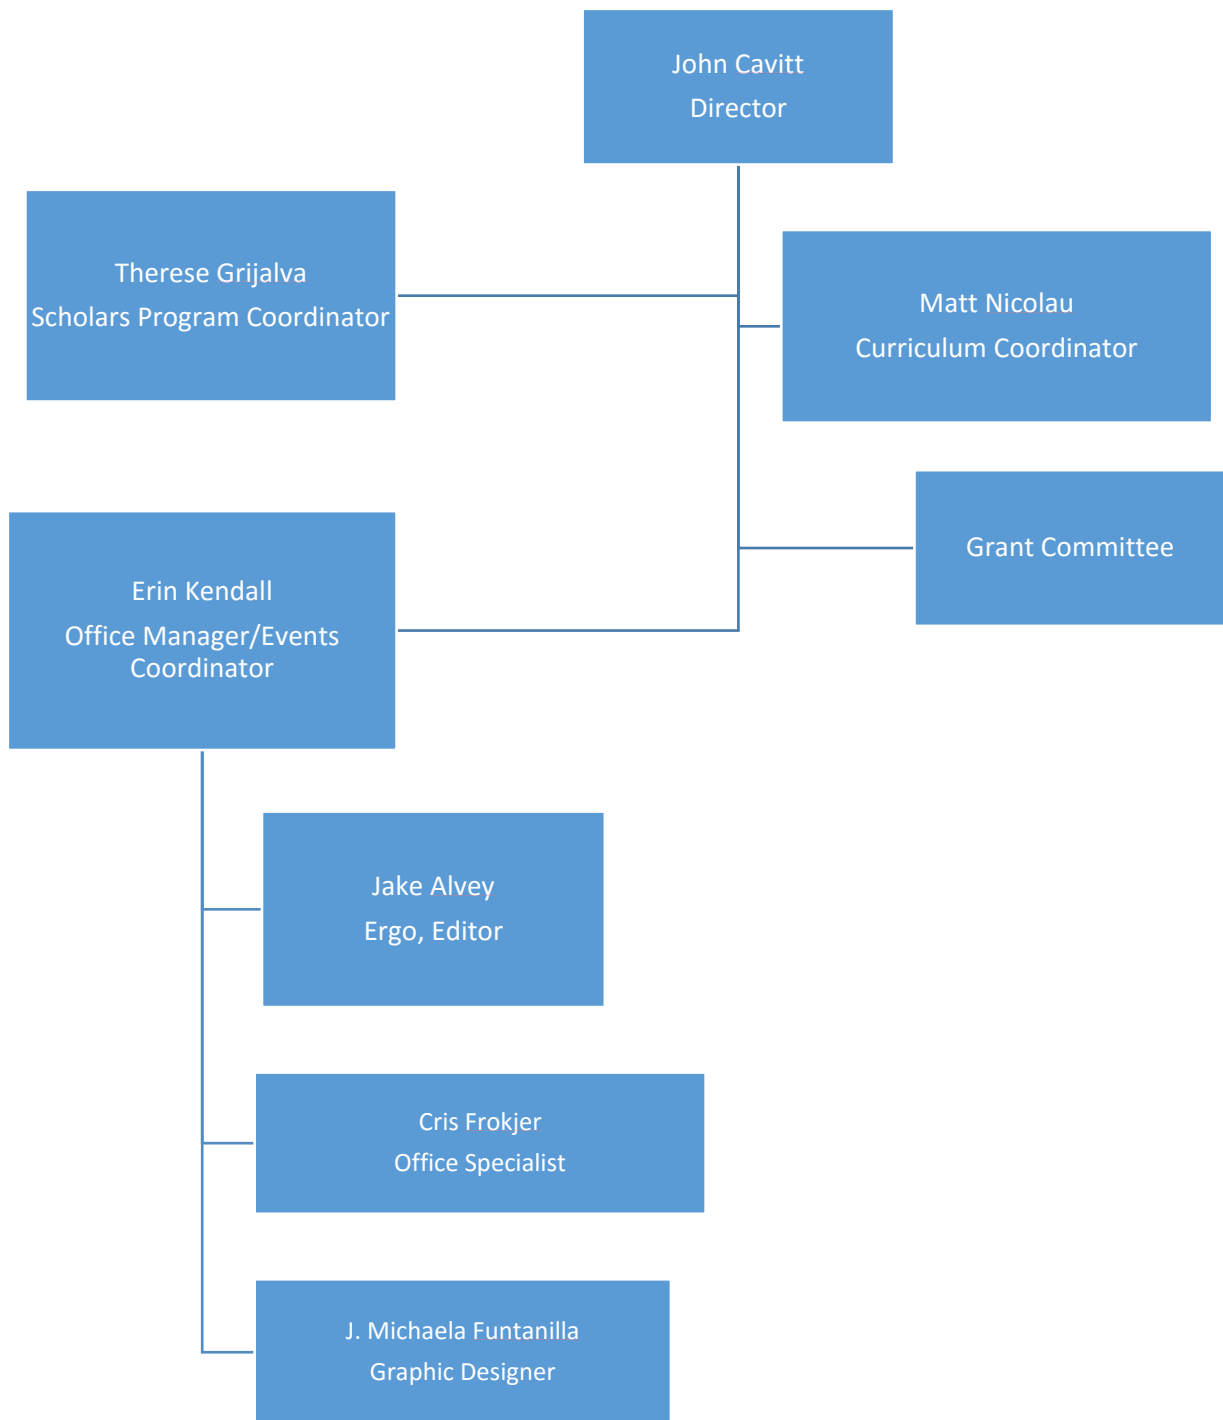 John Cavitt
Director
Therese Grijalva
Scholars Program Coordinator
Matt Nicolau
Curriculum Coordinator
Grant Committee
Erin Kendall
Office Manager/Events
Coordinator
Jake Alvey
Ergo, Editor
Cris Frokjer
Office Specialist
J. Michaela Funtanilla
Graphic Designer